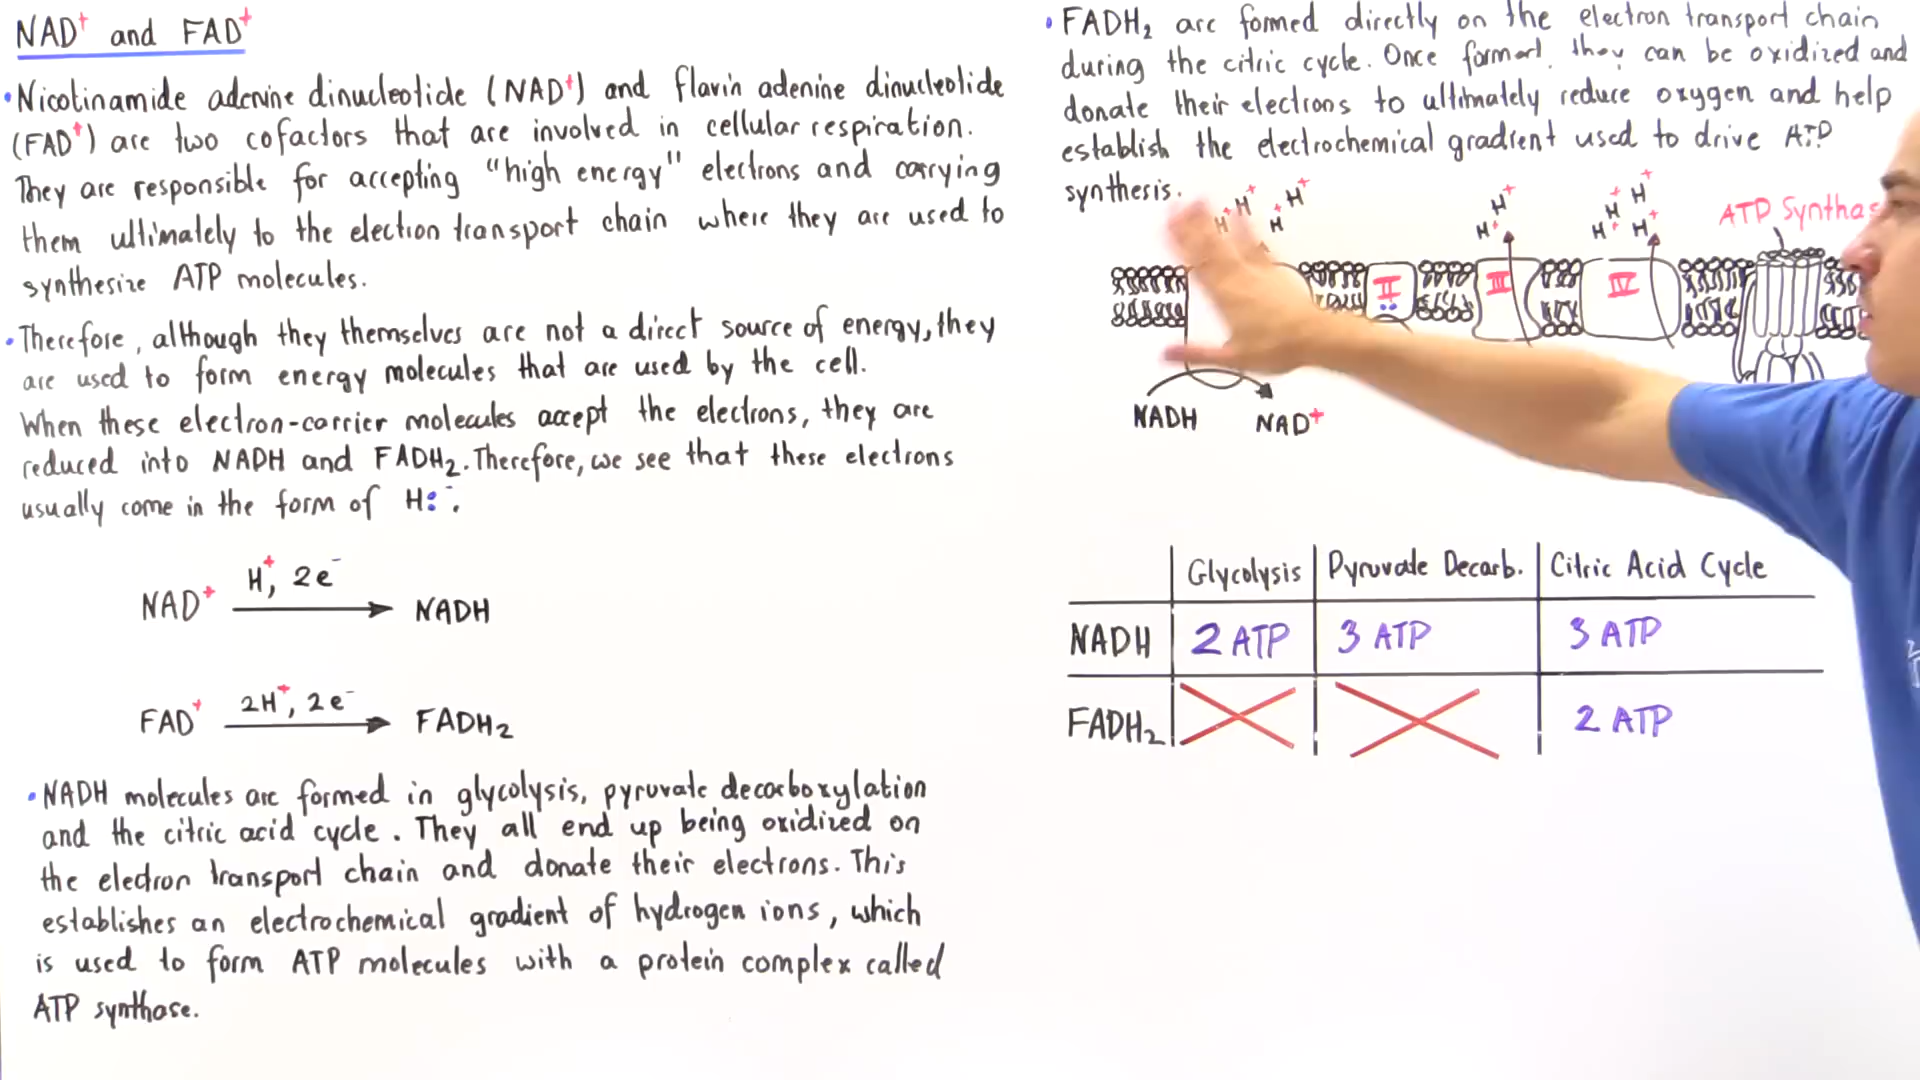 NAD+ and FAD+
• Nicotinamide adenine dinucleotide (NAD+) and flavin adenine dinucleotide
(FAD+) are two cofactors that are involved in cellular respiration.
They are responsible for accepting "high energy" electrons and carrying
them ultimately to the electron transport chain where they are used to
synthesize ATP molecules.
• Therefore, although they themselves are not a direct source of energy, they
are used to form energy molecules that are used by the cell.
When these electron-carrier molecules accept the electrons, they are
reduced into NADH and FADH₂. Therefore, we see that these electrons
usually come in the form of H:⁻.
H+, 2e⁻
NAD+ → NADH
2H+, 2e⁻
FAD+ → FADH₂
• NADH molecules are formed in glycolysis, pyruvate decarboxylation
and the citric acid cycle. They all end up being oxidized on
the electron transport chain and donate their electrons. This
establishes an electrochemical gradient of hydrogen ions, which
is used to form ATP molecules with a protein complex called
ATP synthase.
• FADH₂ are formed directly on the electron transport chain
during the citric cycle. Once formed, they can be oxidized and
donate their electrons to ultimately reduce oxygen and help
establish the electrochemical gradient used to drive ATP
synthesis.
H+ H+ H+ H+ H+ H+ H+ H+ H+ H+
ATP Synthas
II III IV
NADH NAD+
Glycolysis Pyruvate Decarb. Citric Acid Cycle
NADH 2 ATP 3 ATP 3 ATP
FADH₂ 2 ATP